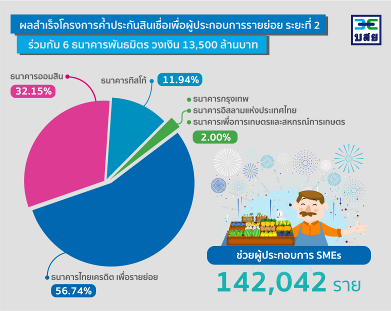 ผลสำเร็จโครงการค้ำประกันสินเชื่อเพื่อผู้ประกอบการรายย่อย ระยะที่ 2
ร่วมกับ 6 ธนาคารพันธมิตร วงเงิน 13,500 ล้านบาท
บสย
ธนาคารออมสิน
32.15%
ธนาคารทิสโก้ 11.94%
• ธนาคารกรุงเทพ
• ธนาคารอิสลามแห่งประเทศไทย
• ธนาคารเพื่อการเกษตรและสหกรณ์การเกษตร
2.00%
ธนาคารไทยเครดิต เพื่อรายย่อย
56.74%
ช่วยผู้ประกอบการ SMEs
142,042 ราย